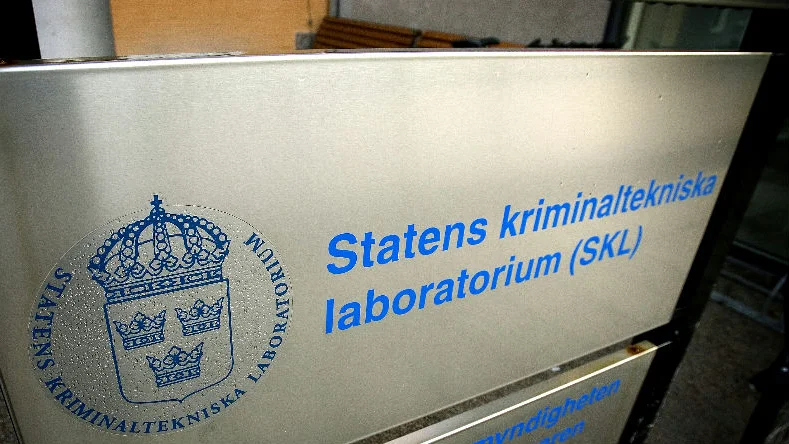 STATENS KRIMINALTEKNISKA LABORATORIUM
Statens kriminaltekniska
laboratorium (SKL)